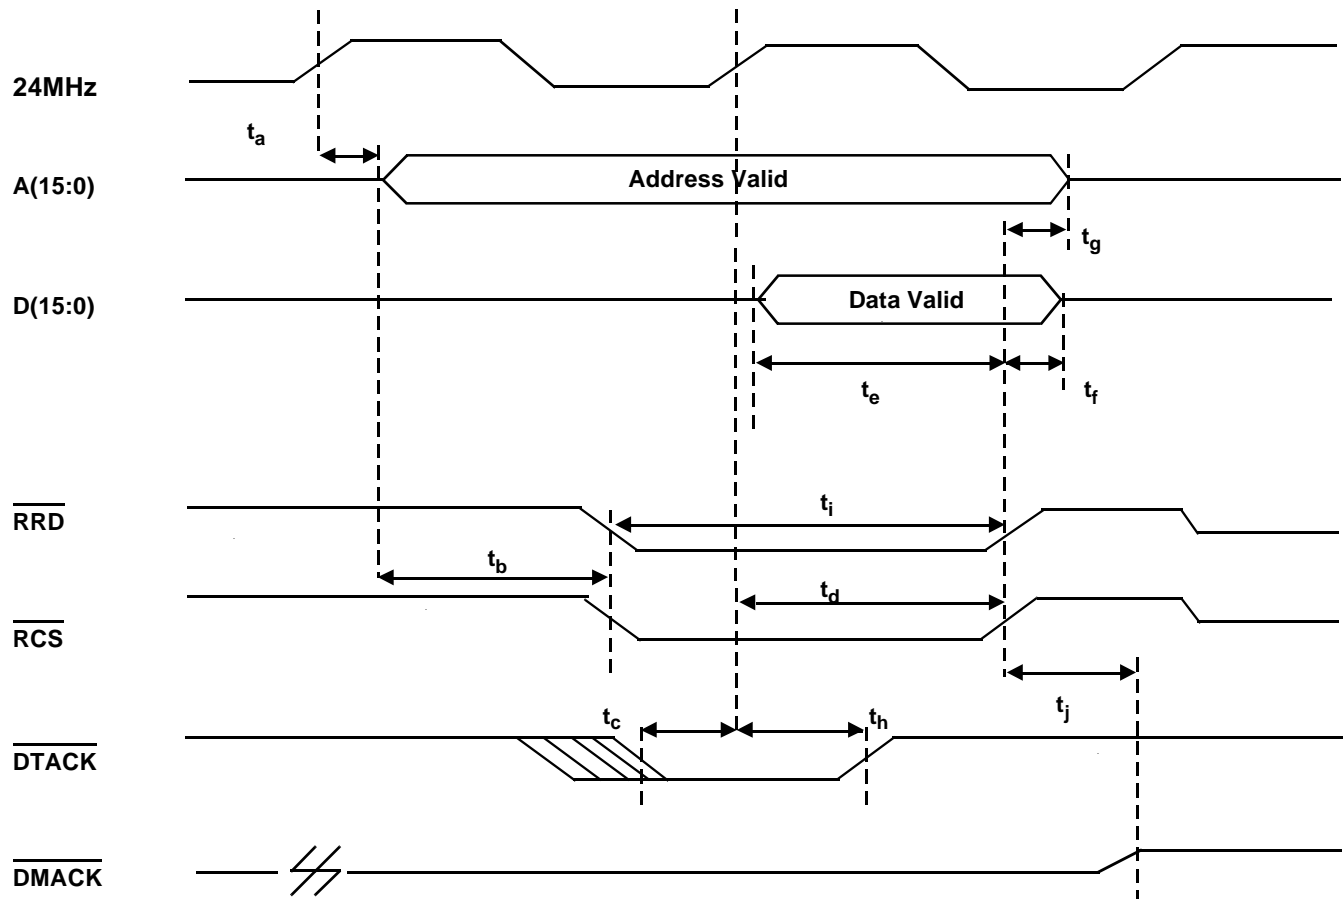 24MHz
ta
A(15:0)
Address Valid
tg
D(15:0)
Data Valid
te
tf
RRD
ti
tb
td
RCS
tj
tc
th
DTACK
DMACK